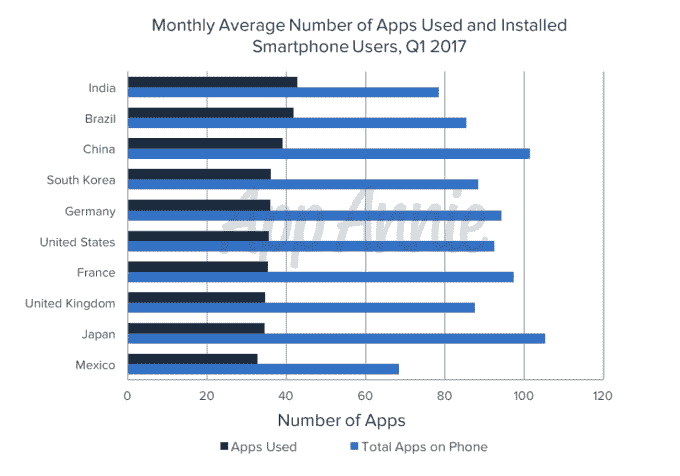 Monthly Average Number of Apps Used and Installed
Smartphone Users, Q1 2017
India
Brazil
China
South Korea
Germany
United States
France
United Kingdom
Japan
Mexico
App Annie
0 20 40 60 80 100 120
Number of Apps
Apps Used Total Apps on Phone